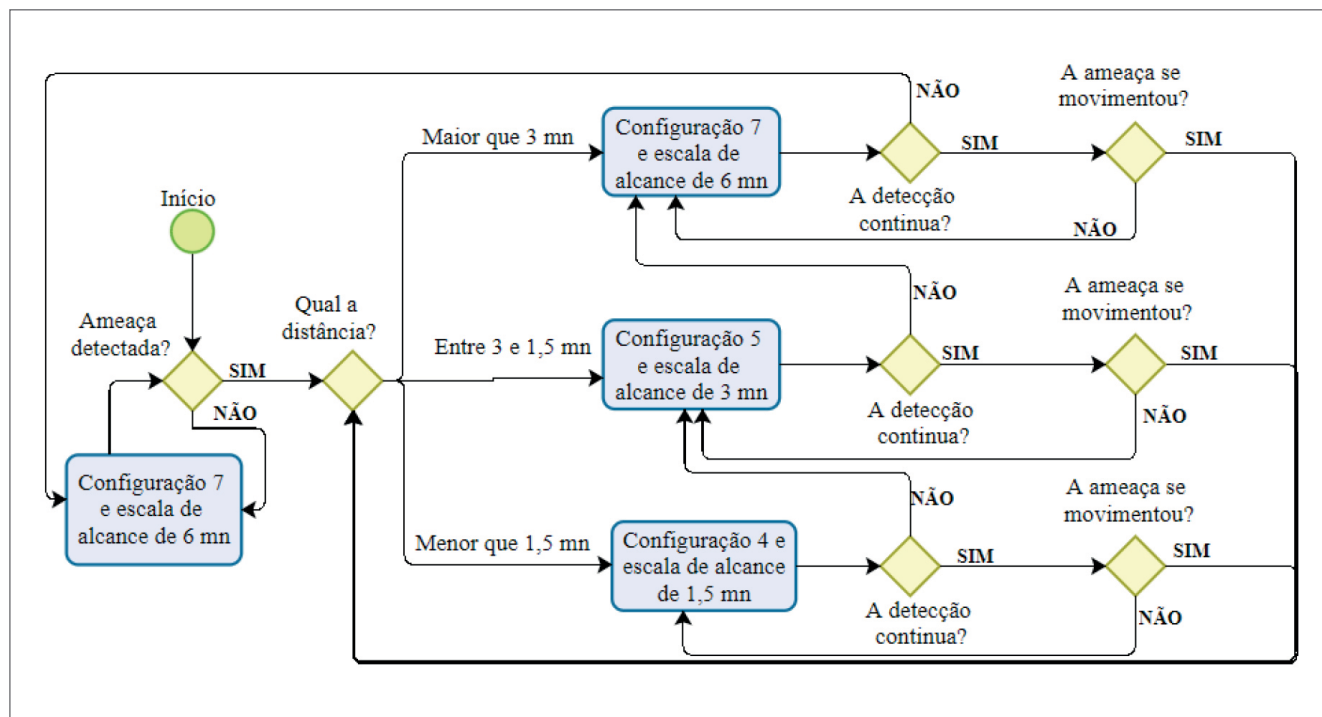 NÃO
A ameaça se
movimentou?
Maior que 3 mn
Configuração 7
e escala de
alcance de 6 mn
SIM
SIM
A detecção
continua?
NÃO
Início
Ameaça
detectada?
SIM
NÃO
Qual a
distância?
Entre 3 e 1,5 mn
Configuração 5
e escala de
alcance de 3 mn
NÃO
SIM
A detecção
continua?
A ameaça se
movimentou?
SIM
NÃO
Configuração 7
e escala de
alcance de 6 mn
Menor que 1,5 mn
Configuração 4 e
escala de alcance
de 1,5 mn
NÃO
SIM
A detecção
continua?
A ameaça se
movimentou?
SIM
NÃO